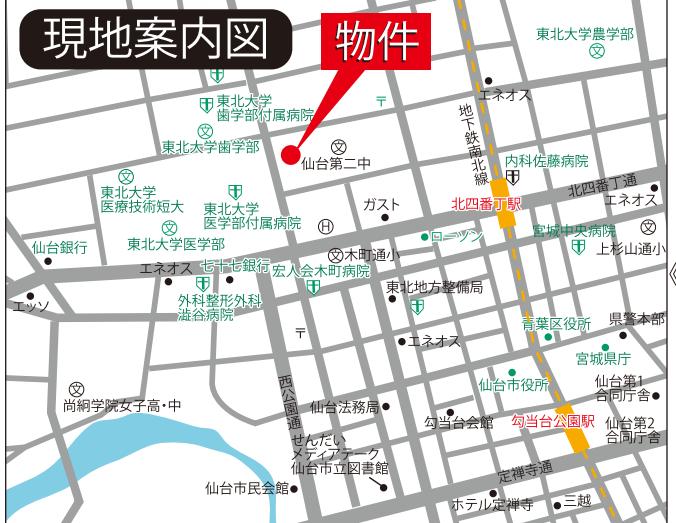 現地案内図
物件
東北大学農学部
文
エネオス
東北大学
歯学部付属病院
〒
文
東北大学歯学部
地下鉄南北線
文
仙台第二中
内科佐藤病院
北四番丁通
エネオス
文
東北大学
医療技術短大
東北大学
医学部付属病院
ガスト
北四番丁駅
文
東北大学医学部
H
ローソン
宮城中央病院
文
上杉山通小
仙台銀行
エネオス
七十七銀行
文
木町通小
宏人会木町病院
エッソ
外科整形外科
澁谷病院
東北地方整備局
〒
エネオス
青葉区役所
県警本部
宮城県庁
文
尚絅学院女子高・中
西公園通
仙台法務局
仙台市役所
仙台第1
合同庁舎
勾当台会館
勾当台公園駅
仙台第2
合同庁舎
せんだい
メディアテーク
仙台市立図書館
定禅寺通
仙台市民会館
ホテル定禅寺
三越